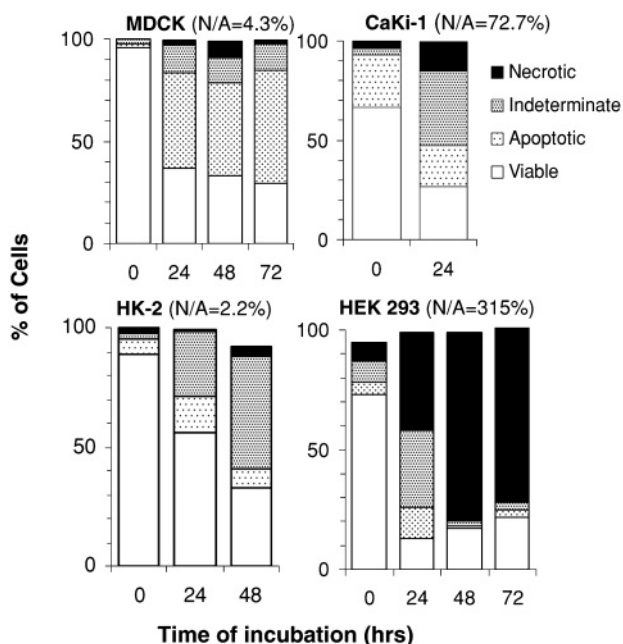 MDCK (N/A=4.3%)
100
50
0
0 24 48 72
CaKi-1 (N/A=72.7%)
100
50
0
0 24
Necrotic
Indeterminate
Apoptotic
Viable
% of Cells
HK-2 (N/A=2.2%)
100
50
0
0 24 48
HEK 293 (N/A=315%)
100
50
0
0 24 48 72
Time of incubation (hrs)